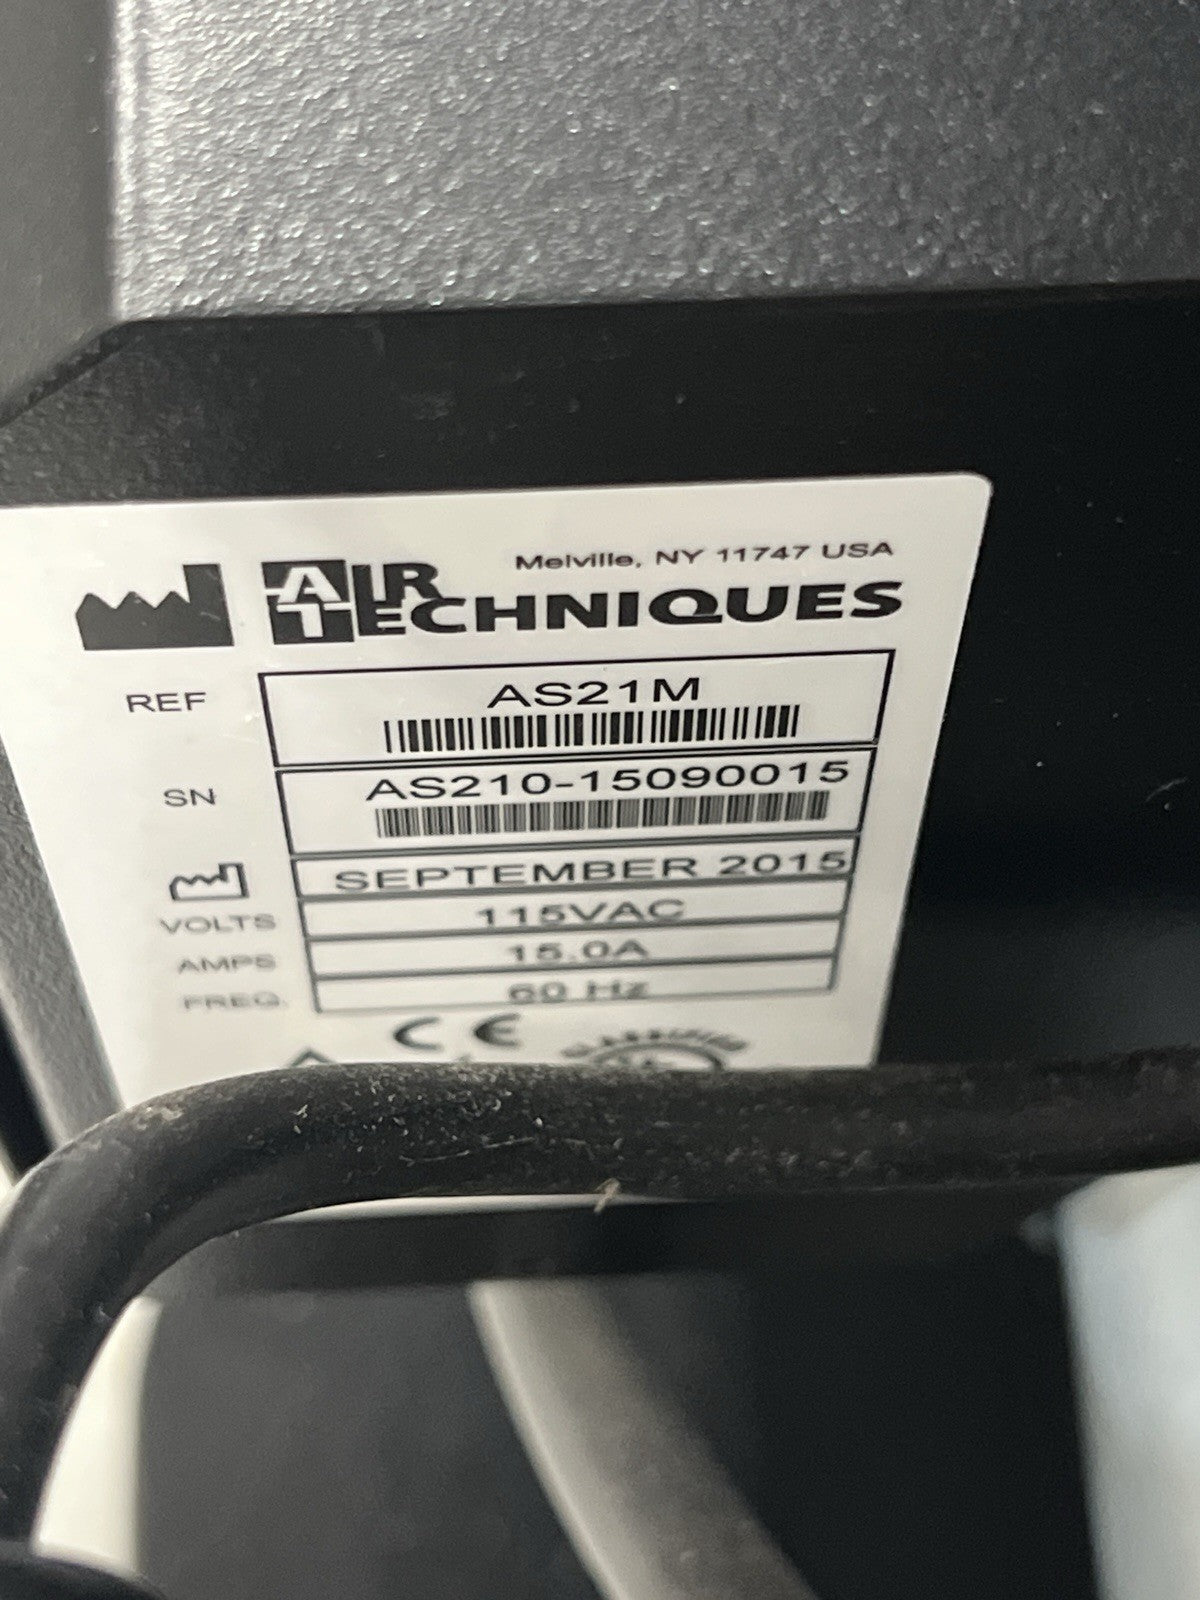 Melville, NY 11747 USA
AIR TECHNIQUES
REF AS21M
SN AS210-15090015
SEPTEMBER 2015
VOLTS 115VAC
AMPS 15.0A
FREQ. 60 Hz
CE
CLASSIFIED